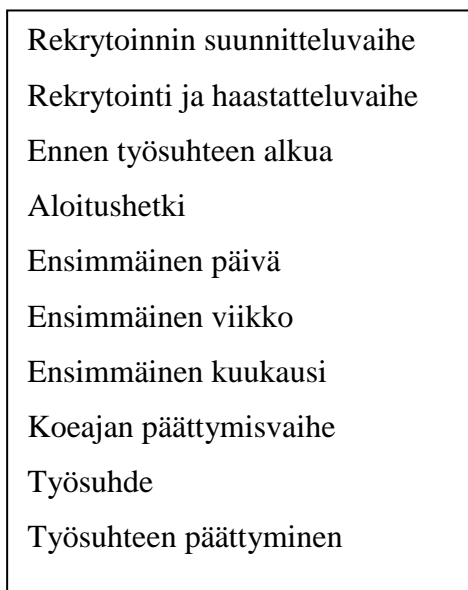 Rekrytoinnin suunnitteluvaihe
Rekrytointi ja haastatteluvaihe
Ennen työsuhteen alkua
Aloitushetki
Ensimmäinen päivä
Ensimmäinen viikko
Ensimmäinen kuukausi
Koeajan päättymisvaihe
Työsuhde
Työsuhteen päättyminen